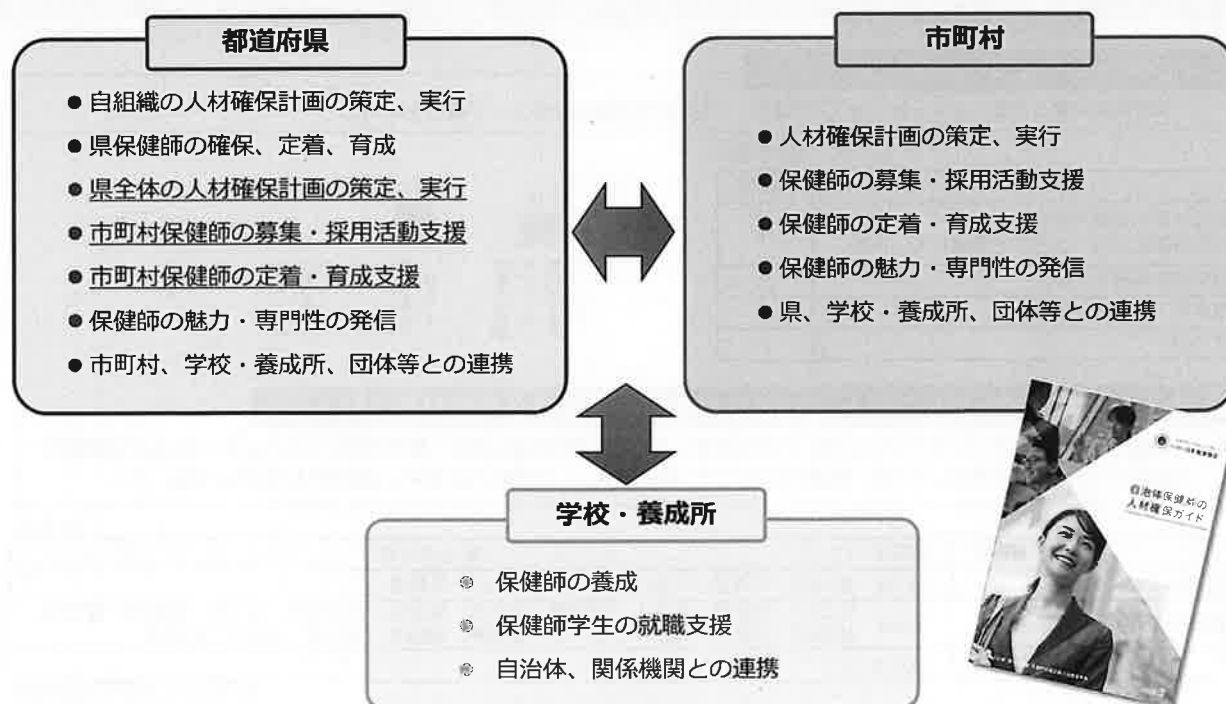 都道府県
● 自組織の人材確保計画の策定、実行
● 県保健師の確保、定着、育成
● 県全体の人材確保計画の策定、実行
● 市町村保健師の募集・採用活動支援
● 市町村保健師の定着・育成支援
● 保健師の魅力・専門性の発信
● 市町村、学校・養成所、団体等との連携
市町村
● 人材確保計画の策定、実行
● 保健師の募集・採用活動支援
● 保健師の定着・育成支援
● 保健師の魅力・専門性の発信
● 県、学校・養成所、団体等との連携
学校・養成所
● 保健師の養成
● 保健師学生の就職支援
● 自治体、関係機関との連携
自治体保健師の
人材確保ガイド